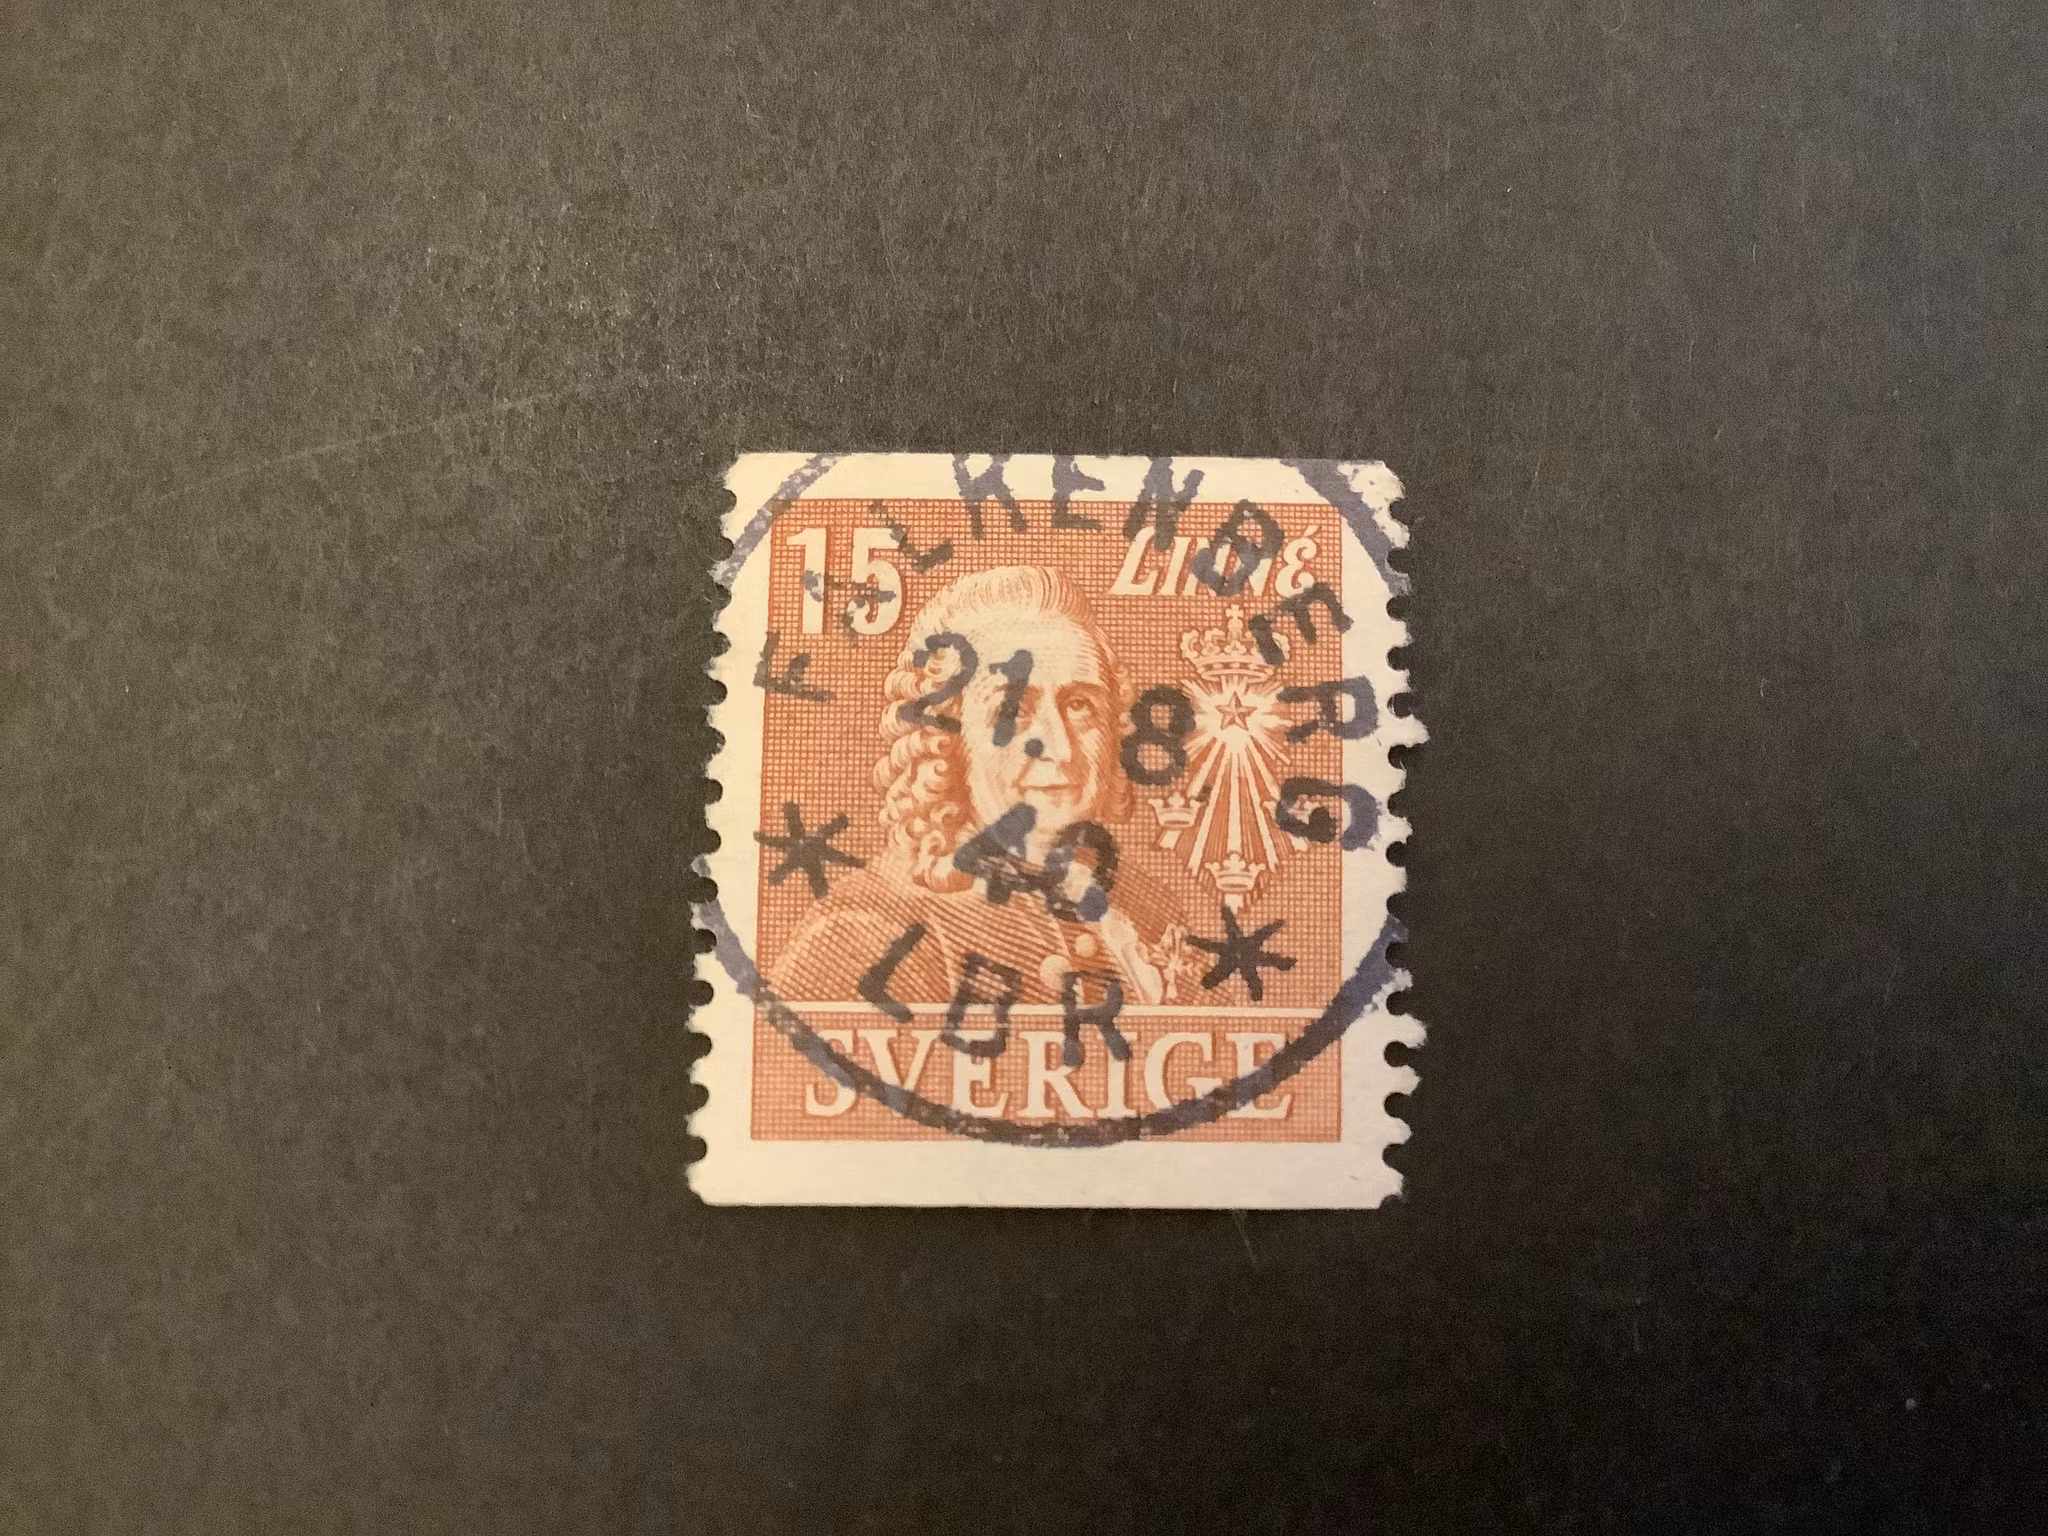 15
LINNÉ
FALKENBERG
21. 8.
40
LBR
SVERIGE